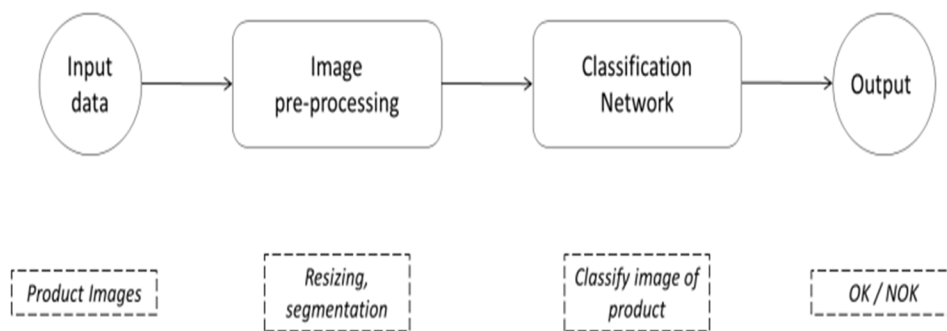 Input
data
Image
pre-processing
Classification
Network
Output
Product Images
Resizing,
segmentation
Classify image of
product
OK / NOK